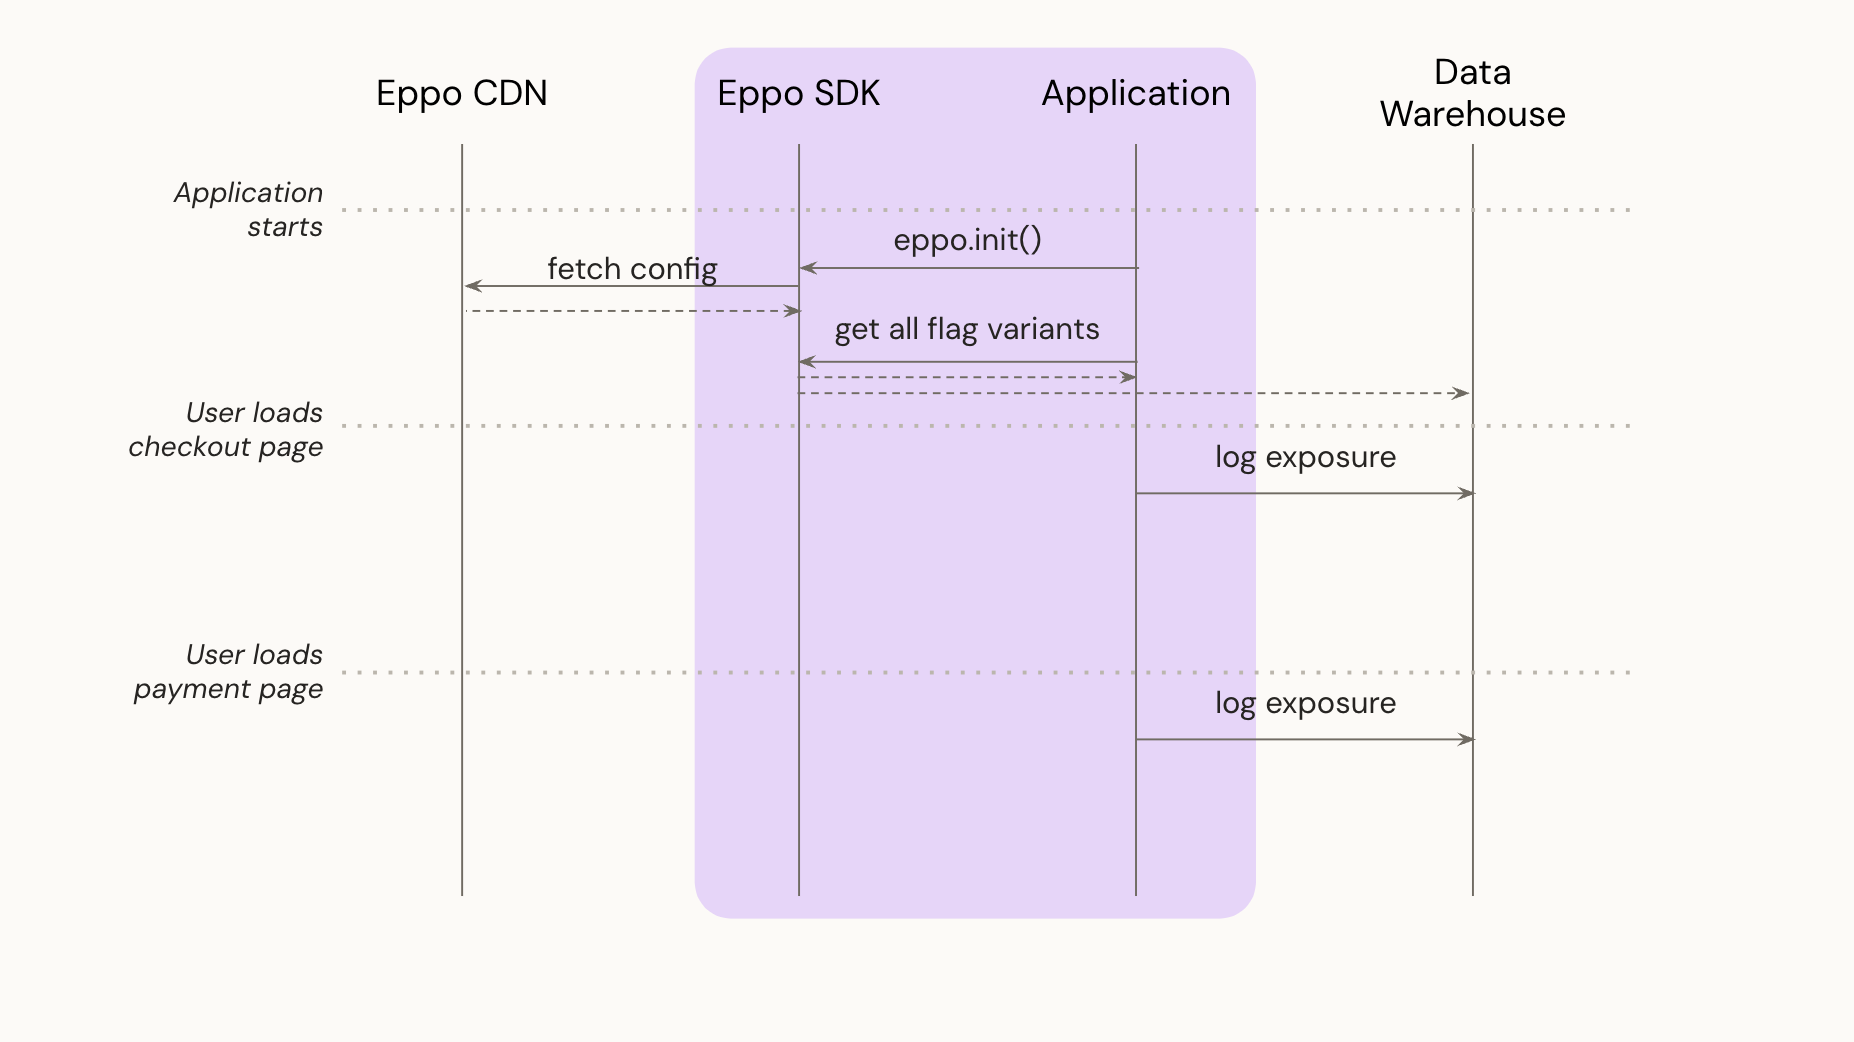 Eppo CDN
Eppo SDK
Application
Data
Warehouse
Application
starts
eppo.init()
fetch config
get all flag variants
User loads
checkout page
log exposure
User loads
payment page
log exposure